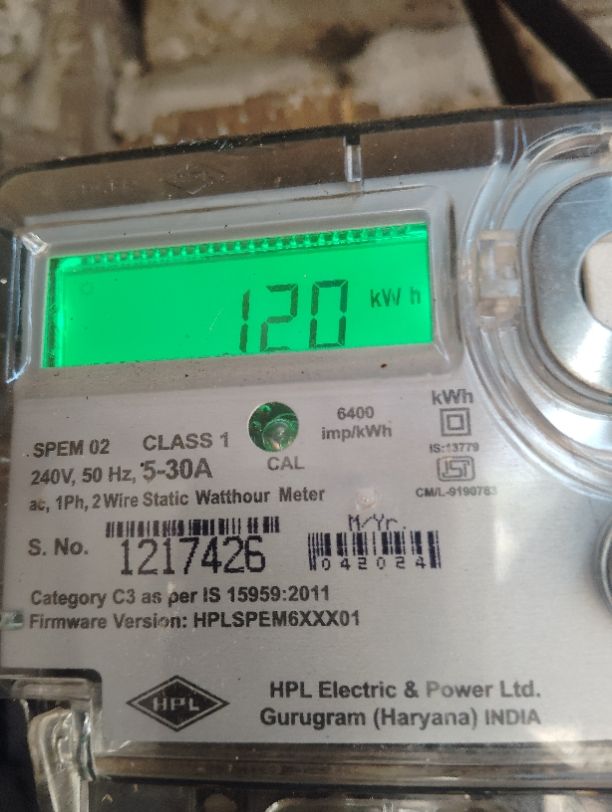 120 kW h
SPEM 02 CLASS 1
CAL
6400
imp/kWh
kWh
IS:13779
240V, 50 Hz, 5-30A
CM/L-9190763
ac, 1Ph, 2 Wire Static Watthour Meter
M/Yr.
S. No. 1217426
042024
Category C3 as per IS 15959:2011
Firmware Version: HPLSPEM6XXX01
HPL
HPL Electric & Power Ltd.
Gurugram (Haryana) INDIA